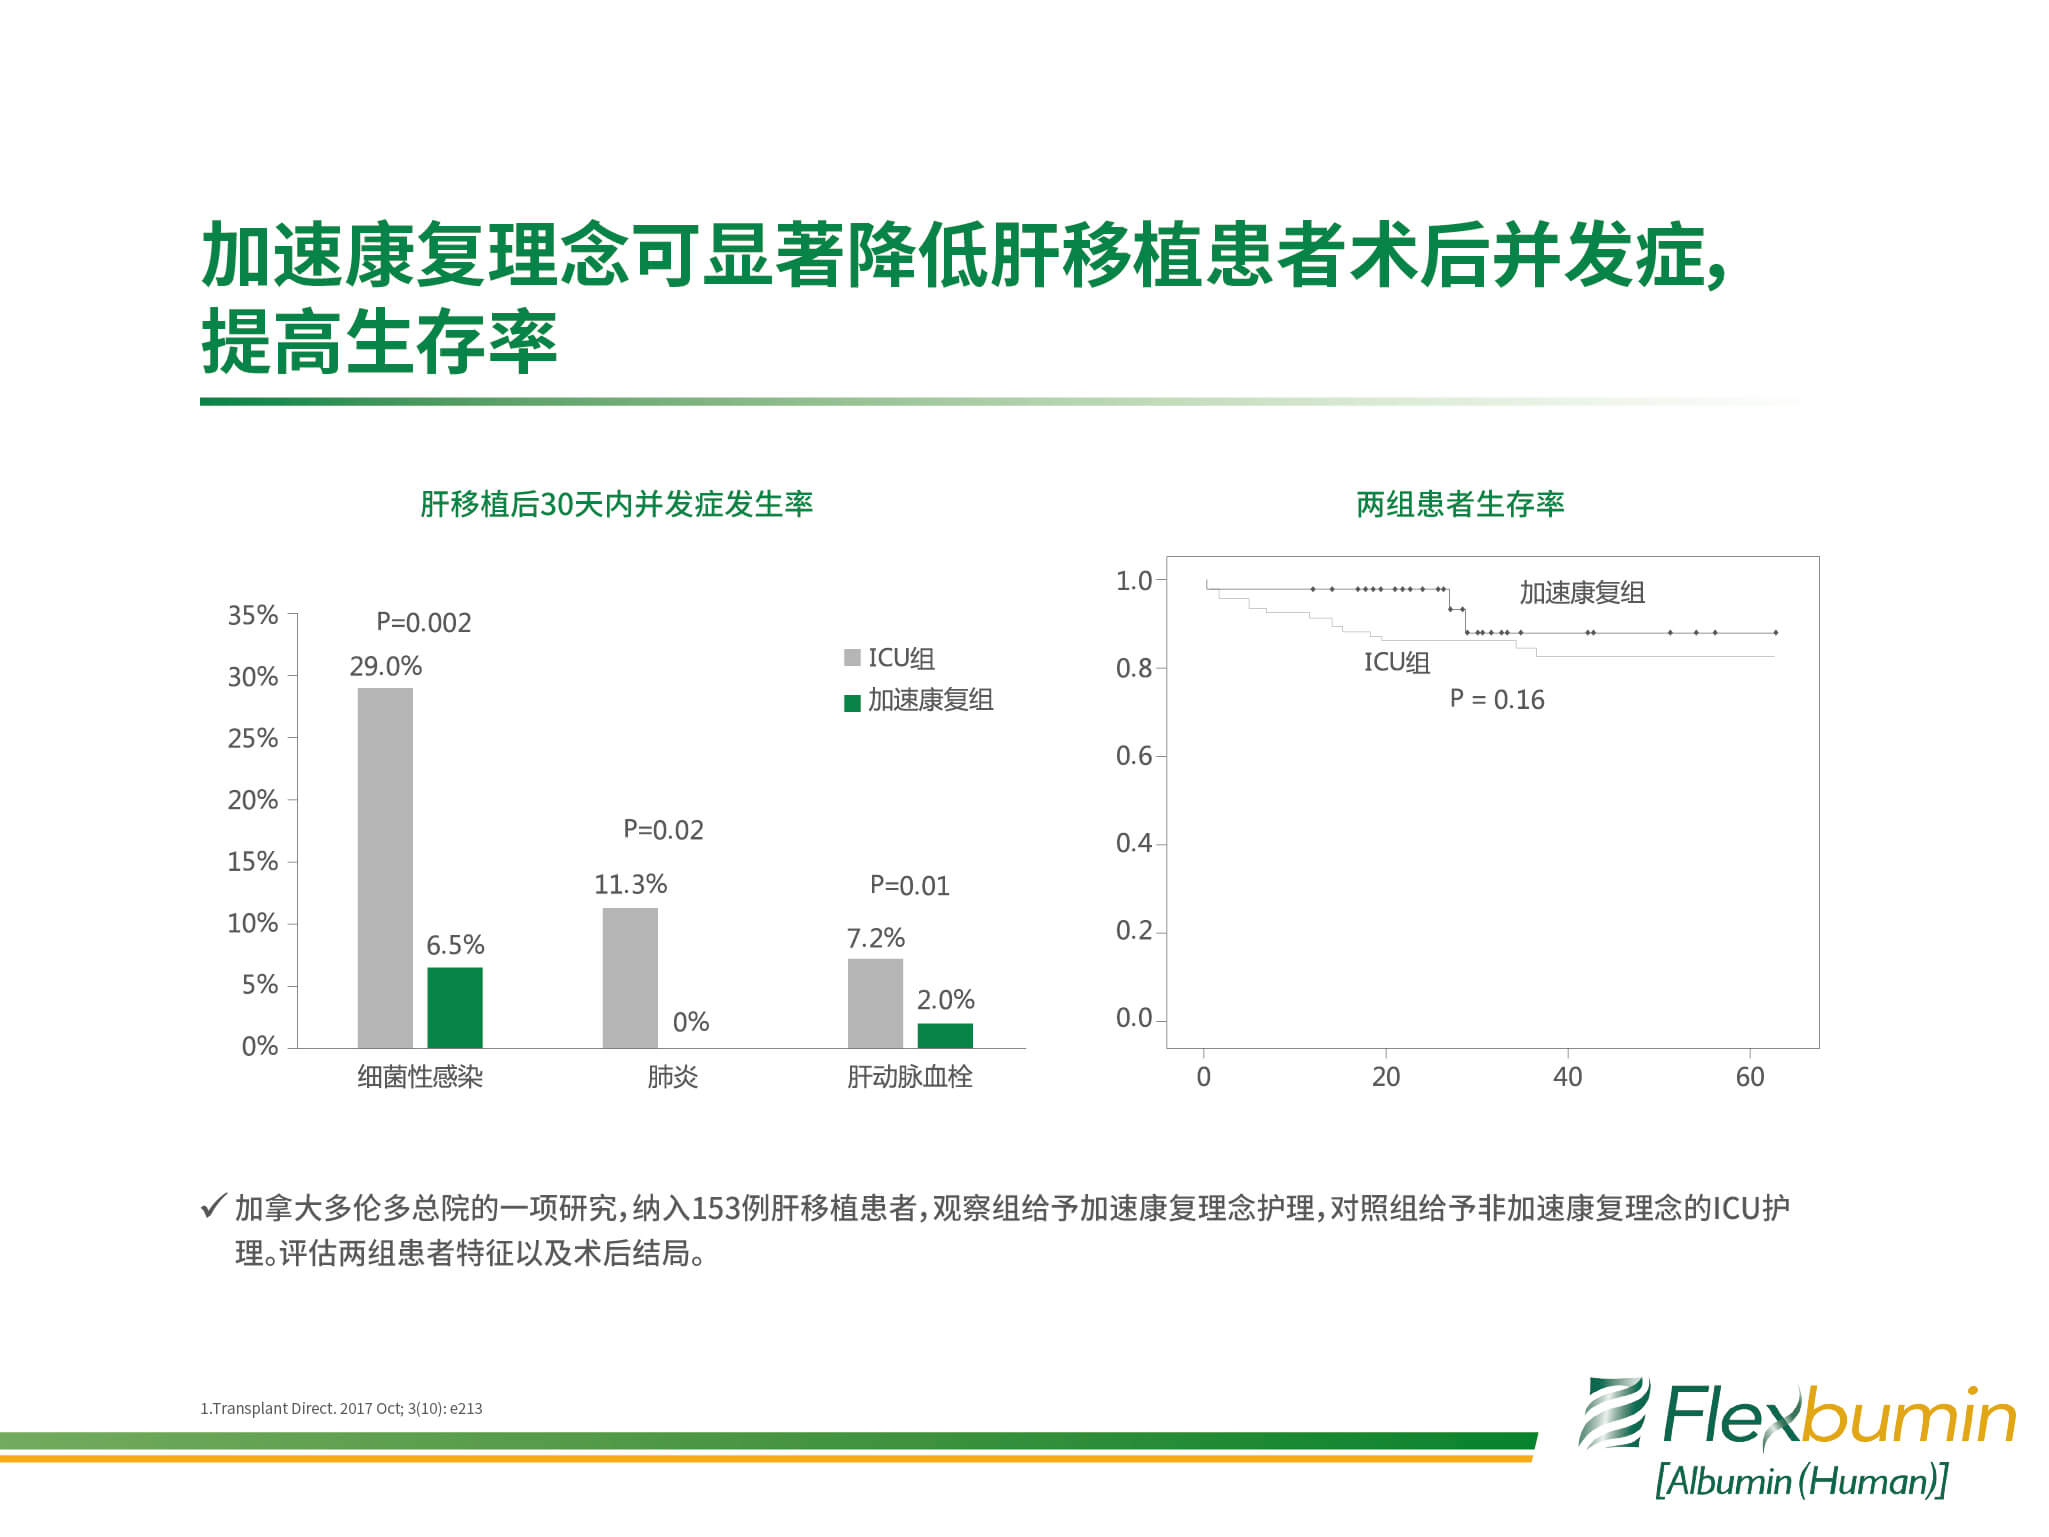 加速康复理念可显著降低肝移植患者术后并发症,
提高生存率
肝移植后30天内并发症发生率
35%
30%
25%
20%
15%
10%
5%
0%
P=0.002
29.0%
6.5%
P=0.02
11.3%
0%
P=0.01
7.2%
2.0%
ICU组
加速康复组
细菌性感染
肺炎
肝动脉血栓
两组患者生存率
1.0
0.8
0.6
0.4
0.2
0.0
加速康复组
ICU组
P = 0.16
0
20
40
60
✓ 加拿大多伦多总院的一项研究,纳入153例肝移植患者,观察组给予加速康复理念护理,对照组给予非加速康复理念的ICU护
理。评估两组患者特征以及术后结局。
1.Transplant Direct. 2017 Oct; 3(10): e213
Flexbumin
[Albumin (Human)]